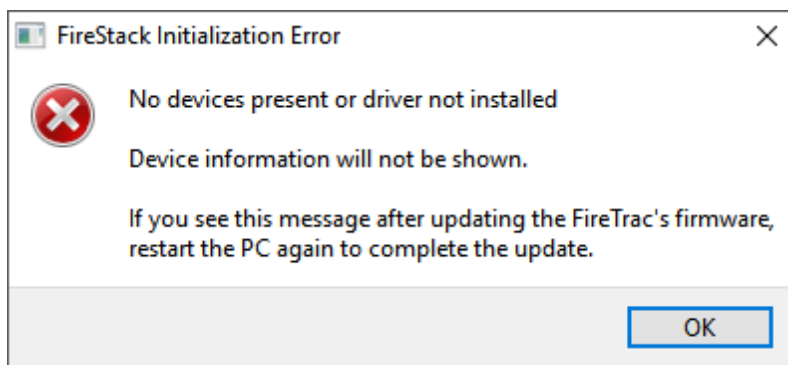 FireStack Initialization Error
No devices present or driver not installed
Device information will not be shown.
If you see this message after updating the FireTrac's firmware,
restart the PC again to complete the update.
OK